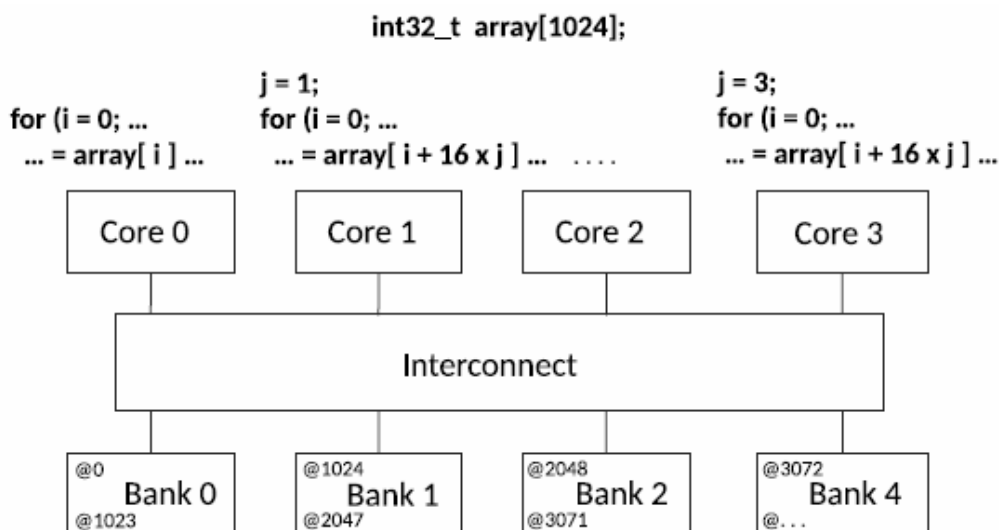 int32_t array[1024];
j = 1;
j = 3;
for (i = 0; ...
for (i = 0; ...
for (i = 0; ...
... = array[ i ] ...
... = array[ i + 16 x j ] ...
. . . .
... = array[ i + 16 x j ] ...
Core 0
Core 1
Core 2
Core 3
Interconnect
@0
Bank 0
@1023
@1024
Bank 1
@2047
@2048
Bank 2
@3071
@3072
Bank 4
@. . .